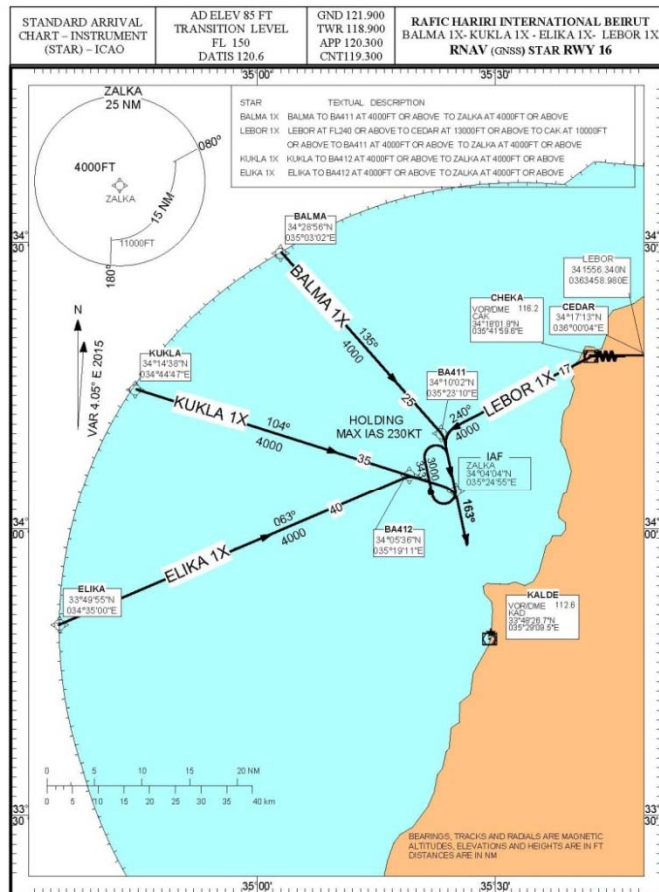 STANDARD ARRIVAL
CHART – INSTRUMENT
(STAR) – ICAO
AD ELEV 85 FT
TRANSITION LEVEL
FL 150
DATIS 120.6
GND 121.900
TWR 118.900
APP 120.300
CNT119.300
RAFIC HARIRI INTERNATIONAL BEIRUT
BALMA 1X- KUKLA 1X - ELIKA 1X- LEBOR 1X
RNAV (GNSS) STAR RWY 16
35°00'
35°30'
ZALKA
25 NM
080°
4000FT
ZALKA
15 NM
11000FT
180°
STAR TEXTUAL DESCRIPTION
BALMA 1X BALMA TO BA411 AT 4000FT OR ABOVE TO ZALKA AT 4000FT OR ABOVE
LEBOR 1X LEBOR AT FL240 OR ABOVE TO CEDAR AT 13000FT OR ABOVE TO CAK AT 10000FT
OR ABOVE TO BA411 AT 4000FT OR ABOVE TO ZALKA AT 4000FT OR ABOVE
KUKLA 1X KUKLA TO BA412 AT 4000FT OR ABOVE TO ZALKA AT 4000FT OR ABOVE
ELIKA 1X ELIKA TO BA412 AT 4000FT OR ABOVE TO ZALKA AT 4000FT OR ABOVE
BALMA
34°28'56"N
035°03'02"E
BALMA 1X
135°
4000
25
LEBOR
341556.340N
0363458.980E
CHEKA
VOR/DME 116.2
CAK
34°18'01.8"N
035°41'59.6"E
CEDAR
34°17'13"N
036°00'04"E
N
VAR 4.05° E 2015
KUKLA
34°14'38"N
034°44'47"E
KUKLA 1X
104°
4000
35
BA411
34°10'02"N
035°23'10"E
LEBOR 1X
17
240°
4000
HOLDING
MAX IAS 230KT
3000
IAF
ZALKA
34°04'04"N
035°24'55"E
163°
BA412
34°05'36"N
035°19'11"E
063°
4000
40
ELIKA 1X
ELIKA
33°49'55"N
034°35'00"E
KALDE
VOR/DME 112.6
KAD
33°48'26.7"N
035°29'09.5"E
0 5 10 15 20 NM
0 5 10 15 20 25 30 35 40 km
BEARINGS, TRACKS AND RADIALS ARE MAGNETIC
ALTITUDES, ELEVATIONS AND HEIGHTS ARE IN FT
DISTANCES ARE IN NM
35°00'
35°30'